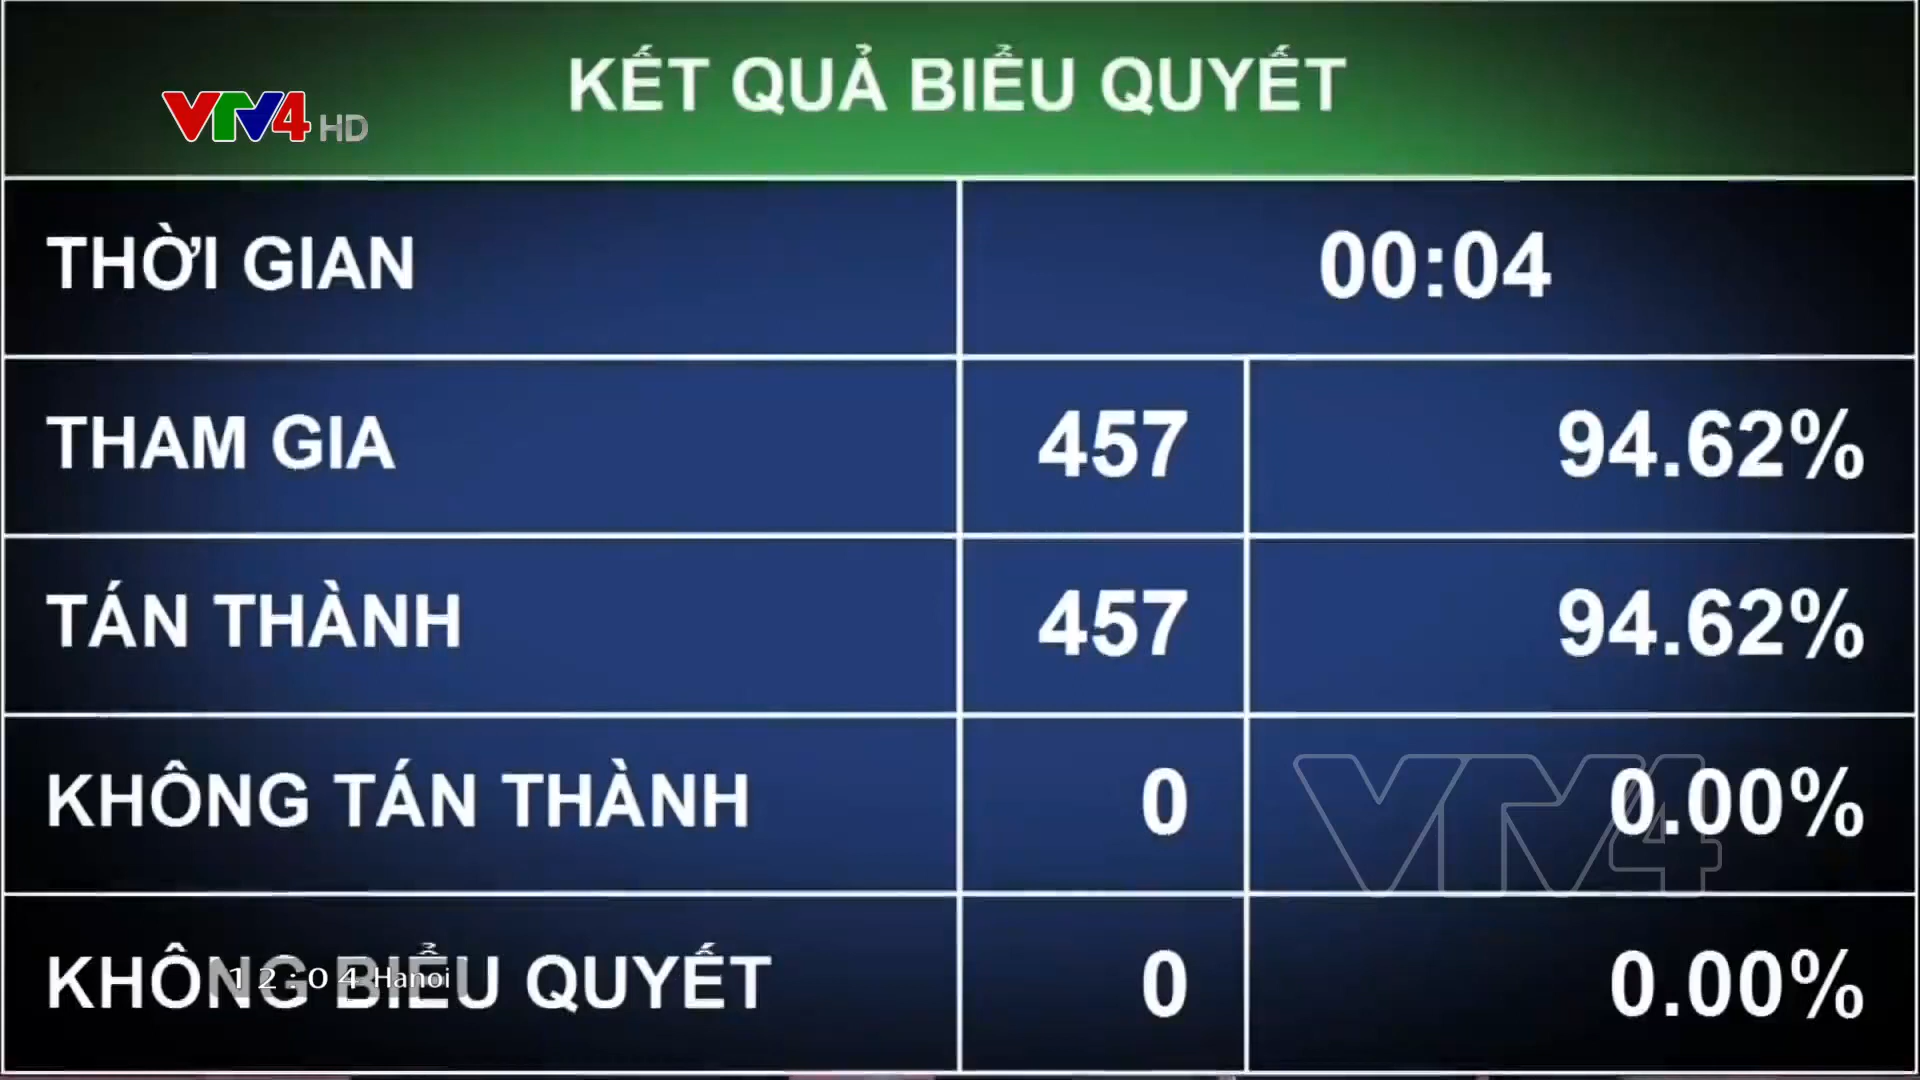 KẾT QUẢ BIỂU QUYẾT
VTV4 HD
THỜI GIAN 00:04
THAM GIA 457 94.62%
TÁN THÀNH 457 94.62%
KHÔNG TÁN THÀNH 0 0.00%
VTV4
KHÔNG BIỂU QUYẾT 0 0.00%
12:04 Hanoi